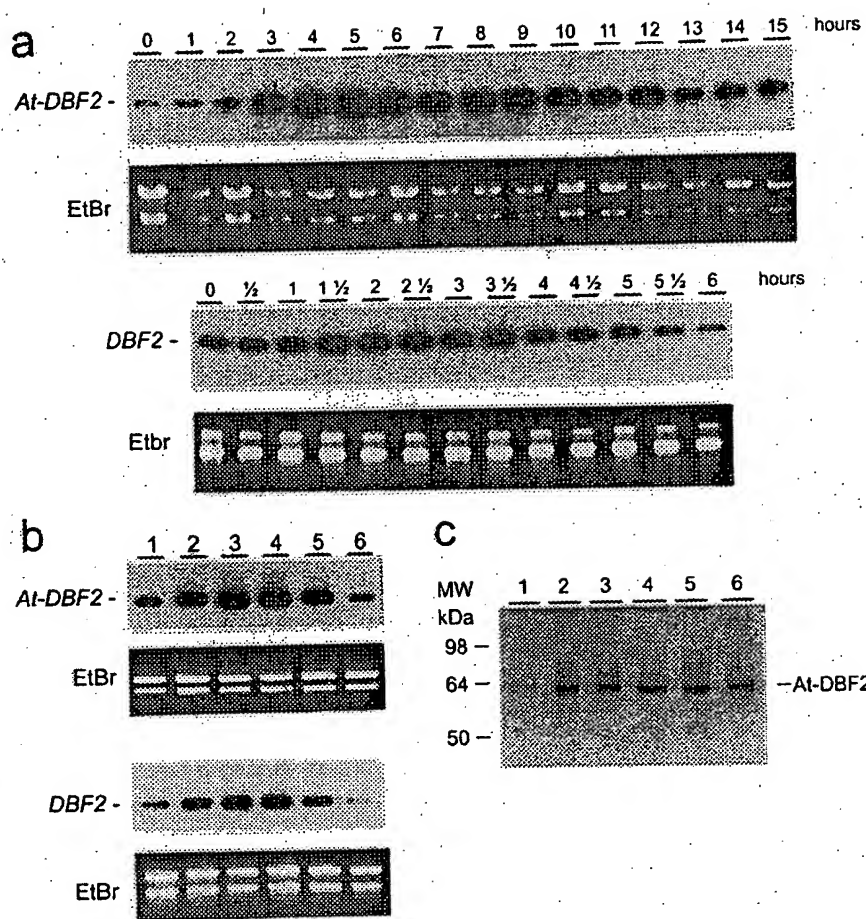 a
0 1 2 3 4 5 6 7 8 9 10 11 12 13 14 15 hours
At-DBF2 -
EtBr
0 ½ 1 1 ½ 2 2 ½ 3 3 ½ 4 4 ½ 5 5 ½ 6 hours
DBF2 -
Etbr
b
1 2 3 4 5 6
At-DBF2 -
EtBr
DBF2 -
EtBr
c
MW 1 2 3 4 5 6
kDa
98 –
64 – –At-DBF2
50 –